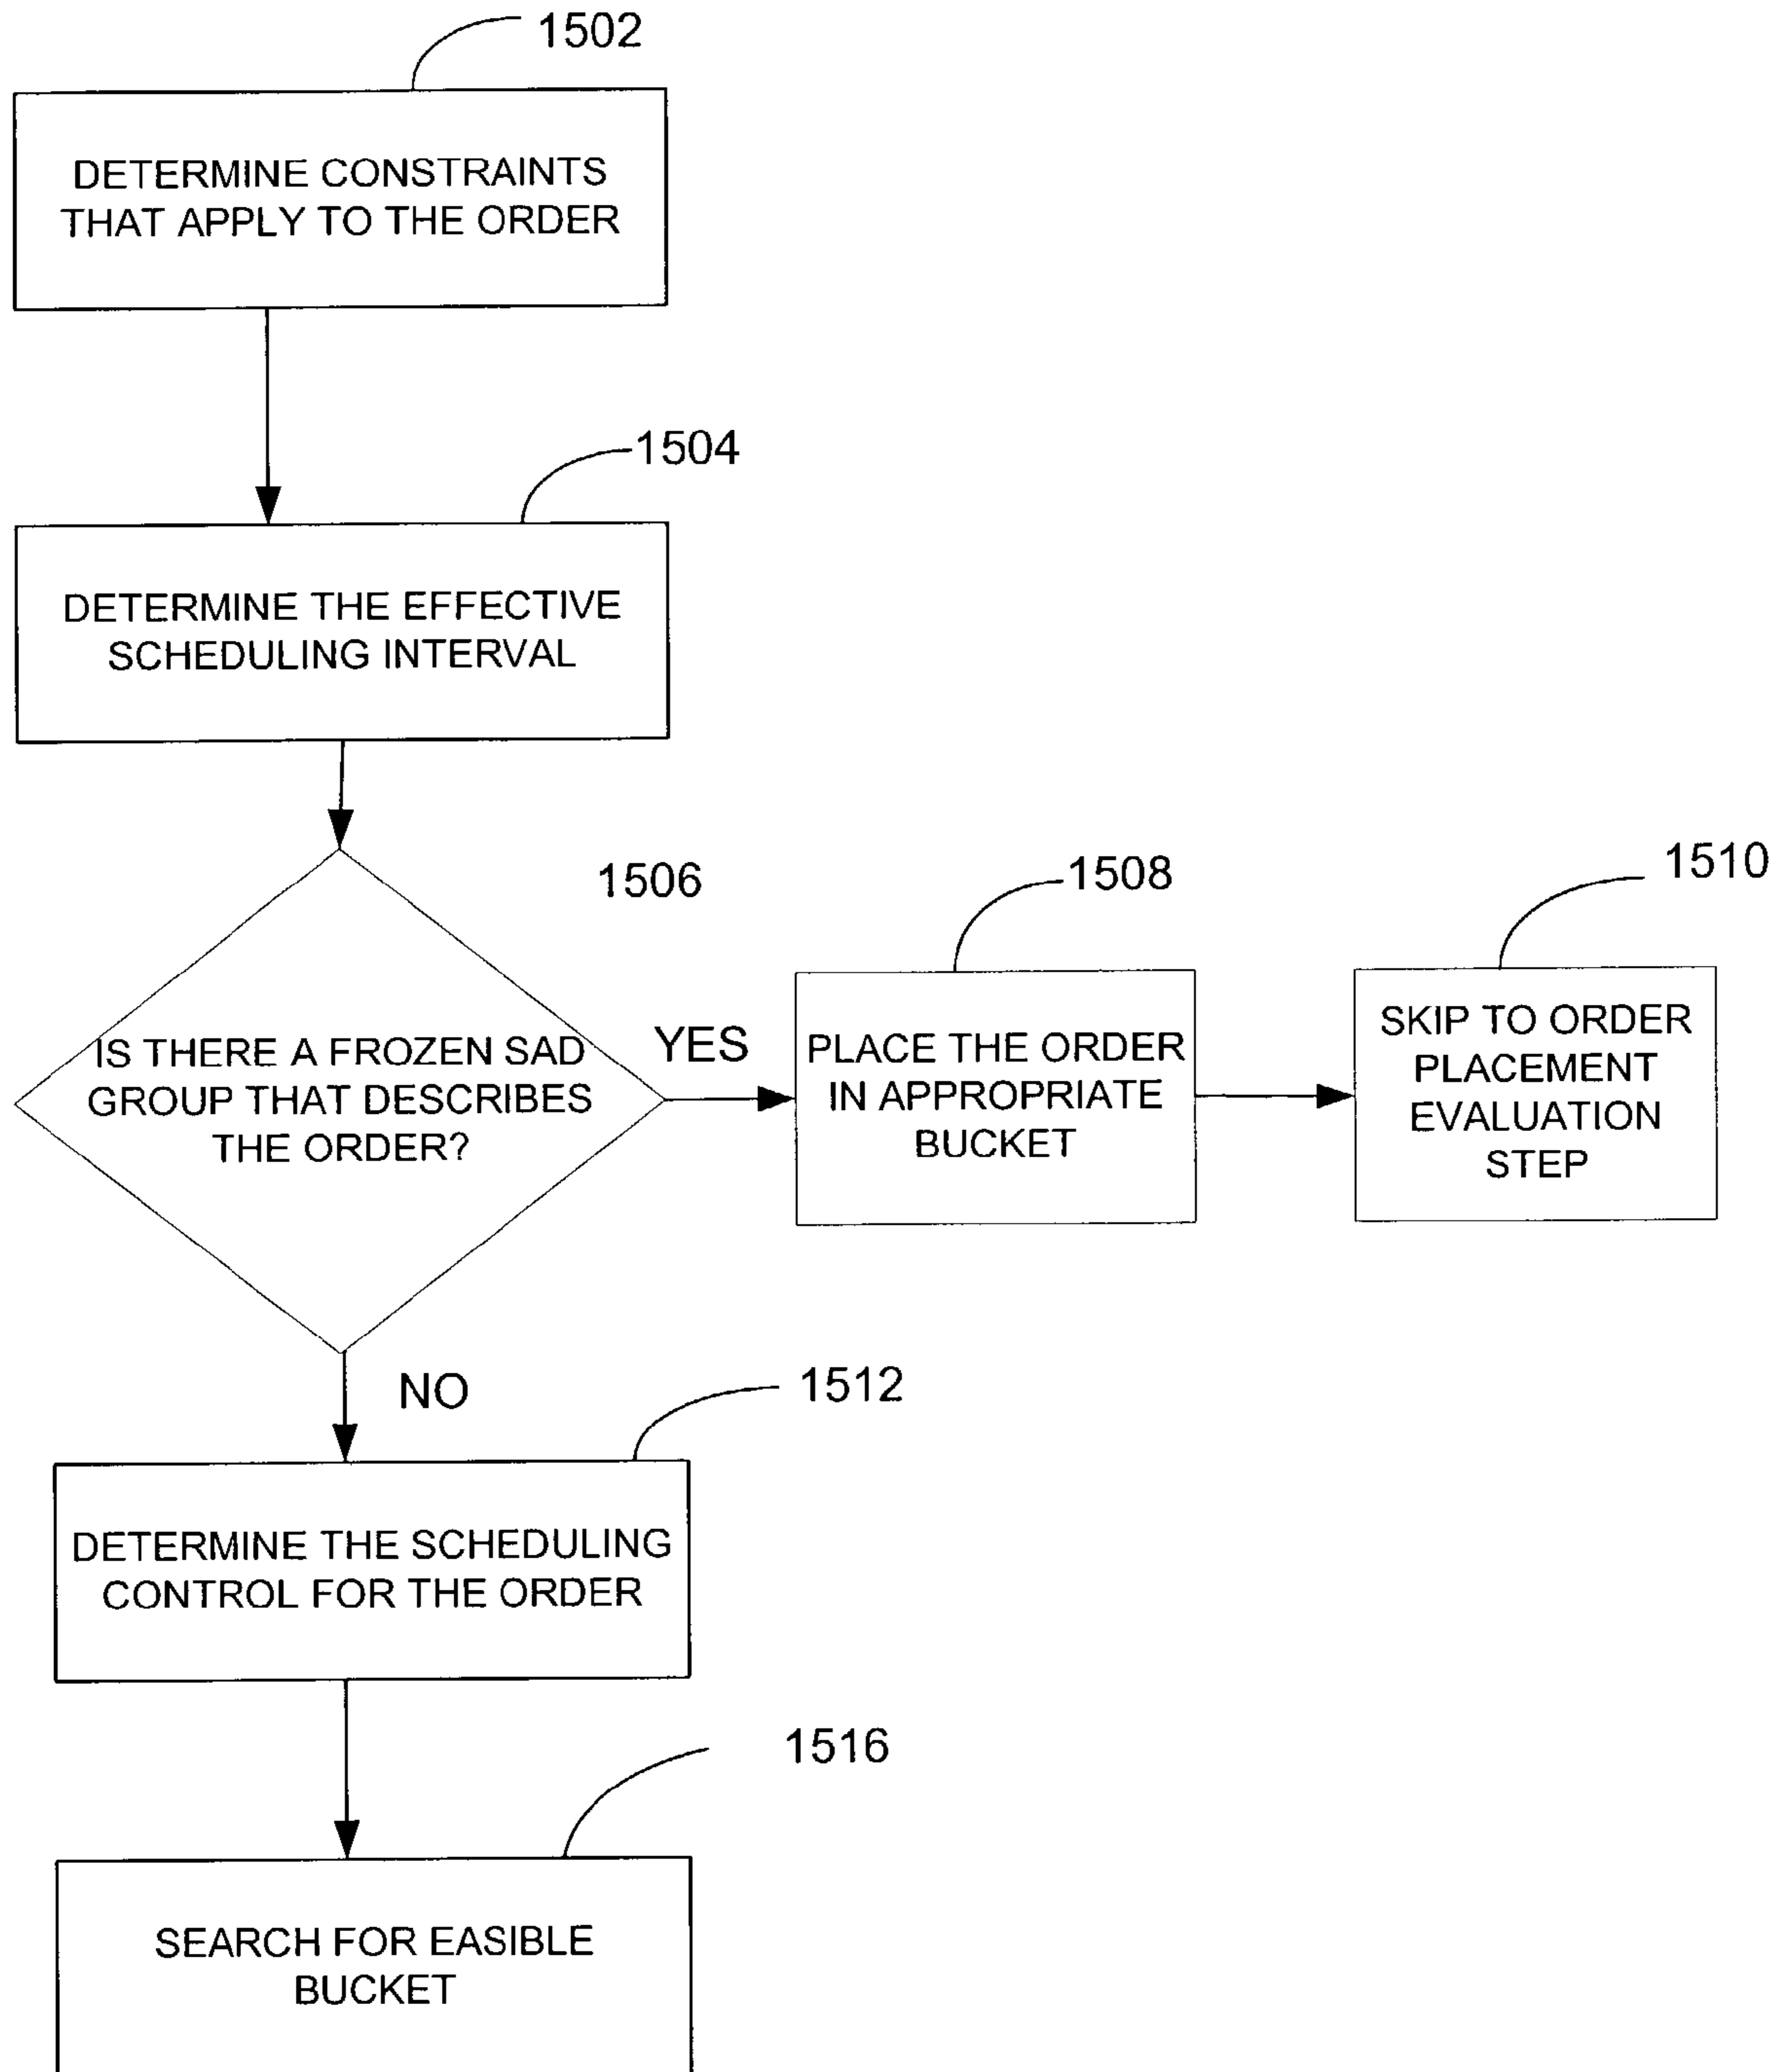 1502
DETERMINE CONSTRAINTS
THAT APPLY TO THE ORDER
1504
DETERMINE THE EFFECTIVE
SCHEDULING INTERVAL
1506
IS THERE A FROZEN SAD
GROUP THAT DESCRIBES
THE ORDER?
YES
1508
PLACE THE ORDER
IN APPROPRIATE
BUCKET
1510
SKIP TO ORDER
PLACEMENT
EVALUATION
STEP
NO
1512
DETERMINE THE SCHEDULING
CONTROL FOR THE ORDER
1516
SEARCH FOR EASIBLE
BUCKET